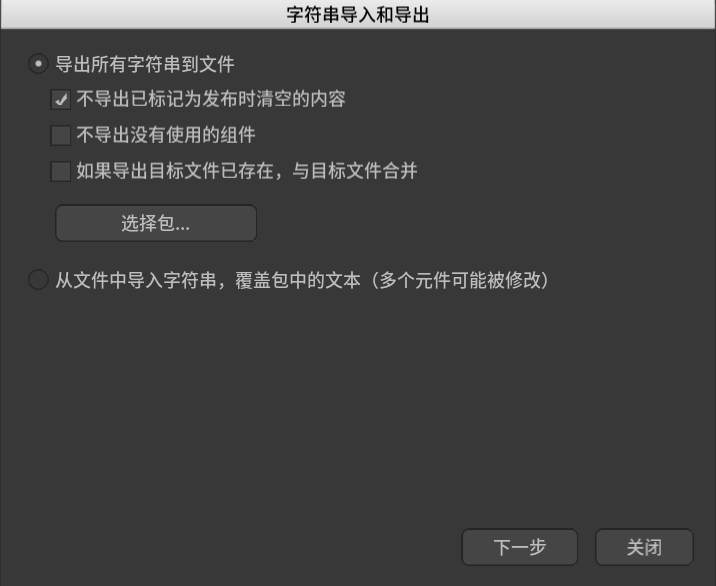 字符串导入和导出
导出所有字符串到文件
不导出已标记为发布时清空的内容
不导出没有使用的组件
如果导出目标文件已存在，与目标文件合并
选择包...
从文件中导入字符串，覆盖包中的文本（多个元件可能被修改）
下一步
关闭